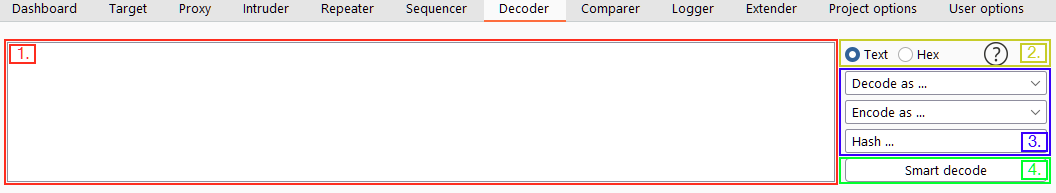 Dashboard Target Proxy Intruder Repeater Sequencer Decoder Comparer Logger Extender Project options User options
1.
Text Hex ? 2.
Decode as ...
Encode as ...
Hash ... 3.
Smart decode 4.